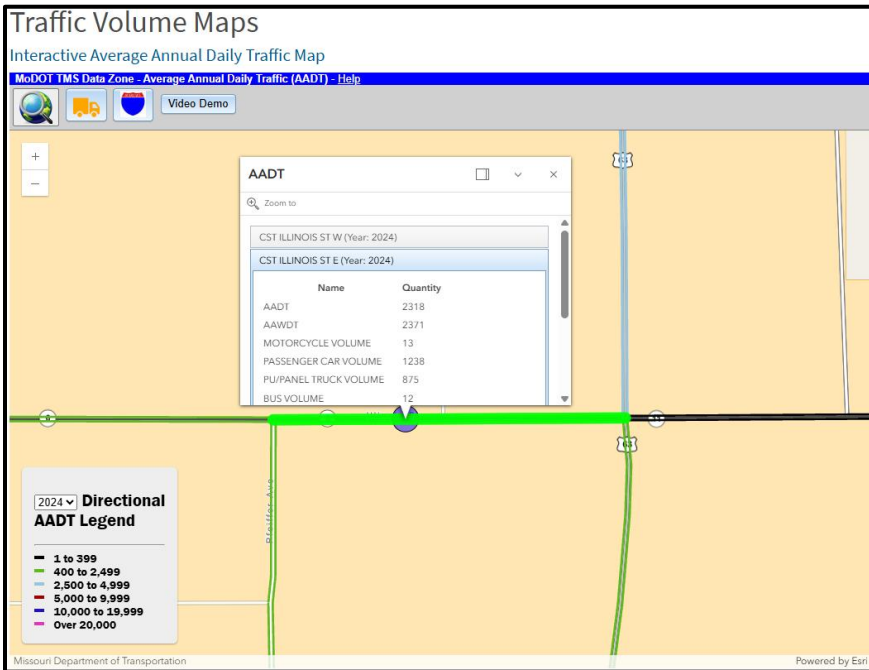 Traffic Volume Maps
Interactive Average Annual Daily Traffic Map
MoDOT TMS Data Zone - Average Annual Daily Traffic (AADT) - Help
Video Demo
+
−
63
AADT
Zoom to
CST ILLINOIS ST W (Year: 2024)
CST ILLINOIS ST E (Year: 2024)
Name Quantity
AADT 2318
AAWDT 2371
MOTORCYCLE VOLUME 13
PASSENGER CAR VOLUME 1238
PU/PANEL TRUCK VOLUME 875
BUS VOLUME 12
63
Pfeiffer Ave
2024 Directional
AADT Legend
1 to 399
400 to 2,499
2,500 to 4,999
5,000 to 9,999
10,000 to 19,999
Over 20,000
Missouri Department of Transportation
Powered by Esri